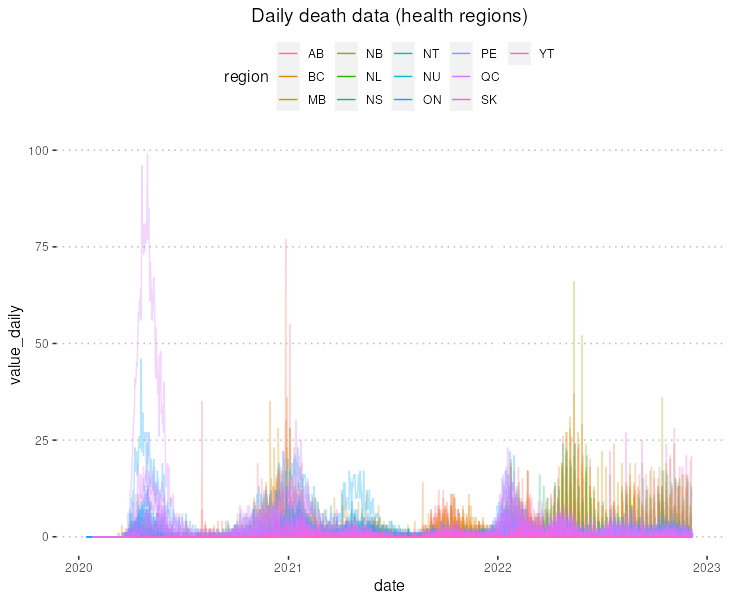 Daily death data (health regions)
AB NB NT PE YT
region BC NL NU QC
MB NS ON SK
100
75
50
25
0
value_daily
2020 2021 2022 2023
date